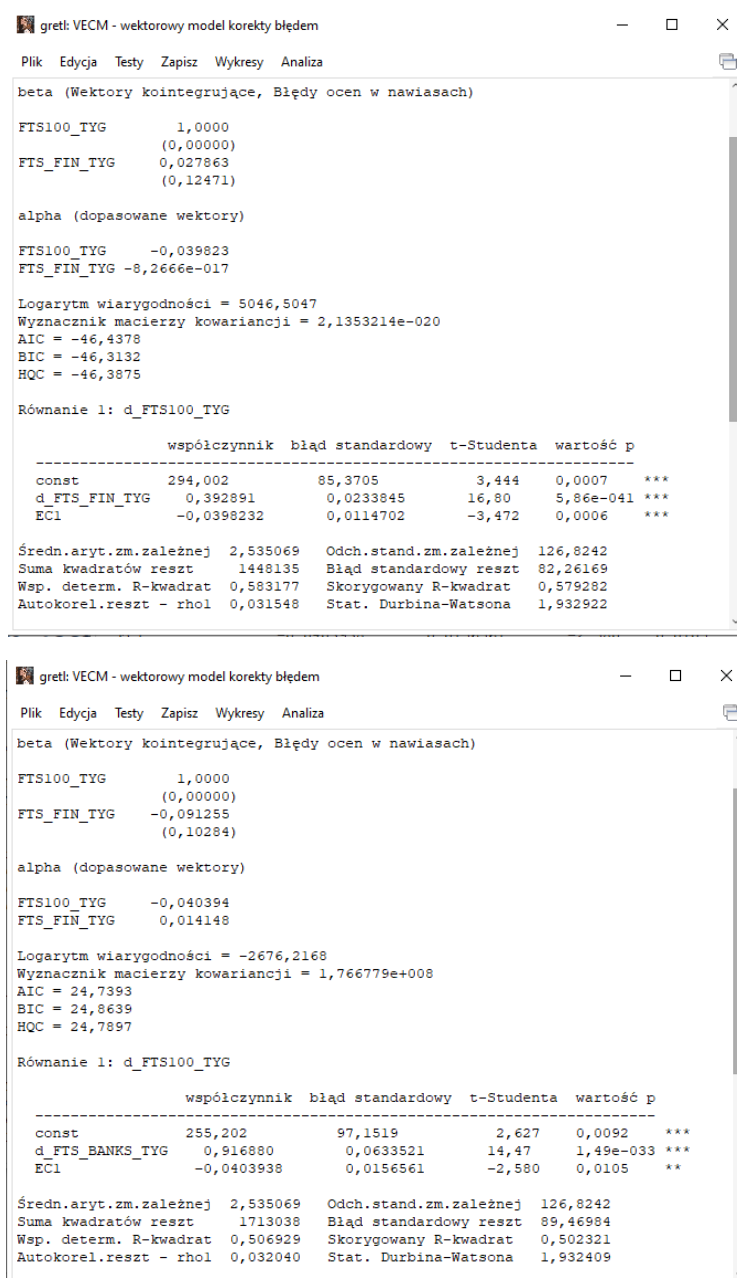 gretl: VECM - wektorowy model korekty błędem
Plik Edycja Testy Zapisz Wykresy Analiza
beta (Wektory kointegrujące, Błędy ocen w nawiasach)
FTS100_TYG 1,0000
(0,00000)
FTS_FIN_TYG 0,027863
(0,12471)
alpha (dopasowane wektory)
FTS100_TYG -0,039823
FTS_FIN_TYG -8,2666e-017
Logarytm wiarygodności = 5046,5047
Wyznacznik macierzy kowariancji = 2,1353214e-020
AIC = -46,4378
BIC = -46,3132
HQC = -46,3875
Równanie 1: d_FTS100_TYG
współczynnik błąd standardowy t-Studenta wartość p
-----------------------------------------------------------------
const 294,002 85,3705 3,444 0,0007 ***
d_FTS_FIN_TYG 0,392891 0,0233845 16,80 5,86e-041 ***
EC1 -0,0398232 0,0114702 -3,472 0,0006 ***
Średn.aryt.zm.zależnej 2,535069 Odch.stand.zm.zależnej 126,8242
Suma kwadratów reszt 1448135 Błąd standardowy reszt 82,26169
Wsp. determ. R-kwadrat 0,583177 Skorygowany R-kwadrat 0,579282
Autokorel.reszt - rho1 0,031548 Stat. Durbina-Watsona 1,932922
gretl: VECM - wektorowy model korekty błędem
Plik Edycja Testy Zapisz Wykresy Analiza
beta (Wektory kointegrujące, Błędy ocen w nawiasach)
FTS100_TYG 1,0000
(0,00000)
FTS_FIN_TYG -0,091255
(0,10284)
alpha (dopasowane wektory)
FTS100_TYG -0,040394
FTS_FIN_TYG 0,014148
Logarytm wiarygodności = -2676,2168
Wyznacznik macierzy kowariancji = 1,766779e+008
AIC = 24,7393
BIC = 24,8639
HQC = 24,7897
Równanie 1: d_FTS100_TYG
współczynnik błąd standardowy t-Studenta wartość p
-------------------------------------------------------------------
const 255,202 97,1519 2,627 0,0092 ***
d_FTS_BANKS_TYG 0,916880 0,0633521 14,47 1,49e-033 ***
EC1 -0,0403938 0,0156561 -2,580 0,0105 **
Średn.aryt.zm.zależnej 2,535069 Odch.stand.zm.zależnej 126,8242
Suma kwadratów reszt 1713038 Błąd standardowy reszt 89,46984
Wsp. determ. R-kwadrat 0,506929 Skorygowany R-kwadrat 0,502321
Autokorel.reszt - rho1 0,032040 Stat. Durbina-Watsona 1,932409